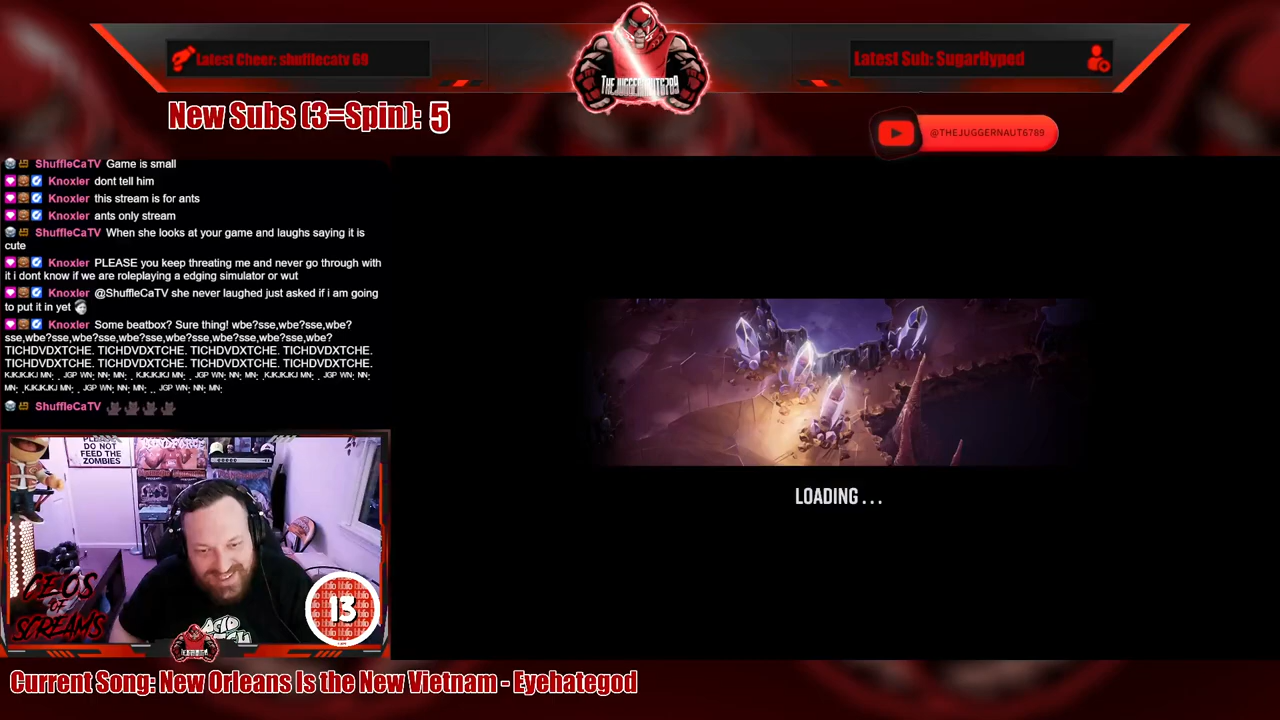 Latest Cheer: shufflecatv 69
THEJUGGERNAUT6789
Latest Sub: SugarHyped
New Subs (3=Spin): 5
@THEJUGGERNAUT6789
ShuffleCaTV Game is small
Knoxler dont tell him
Knoxler this stream is for ants
Knoxler ants only stream
ShuffleCaTV When she looks at your game and laughs saying it is
cute
Knoxler PLEASE you keep threating me and never go through with
it i dont know if we are roleplaying a edging simulator or wut
Knoxler @ShuffleCaTV she never laughed just asked if i am going
to put it in yet
Knoxler Some beatbox? Sure thing! wbe?sse,wbe?sse,wbe?
sse,wbe?sse,wbe?sse,wbe?sse,wbe?sse,wbe?sse,wbe?sse,wbe?
TICHDVDXTCHE. TICHDVDXTCHE. TICHDVDXTCHE. TICHDVDXTCHE.
TICHDVDXTCHE. TICHDVDXTCHE. TICHDVDXTCHE. TICHDVDXTCHE.
ShuffleCaTV
LOADING...
PLEASE
DO NOT
FEED THE
ZOMBIES
CEOS
OF
SCREAMS
13
ACID
Current Song: New Orleans Is the New Vietnam - Eyehategod